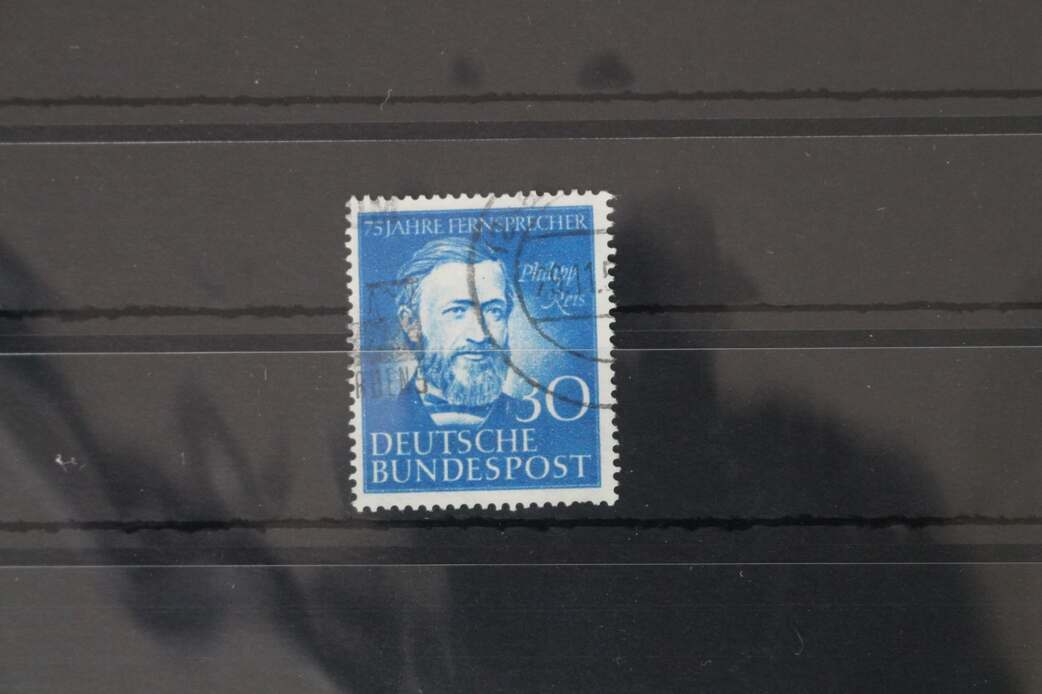 75 JAHRE FERNSPRECHER
Philipp
Reis
30
DEUTSCHE
BUNDESPOST